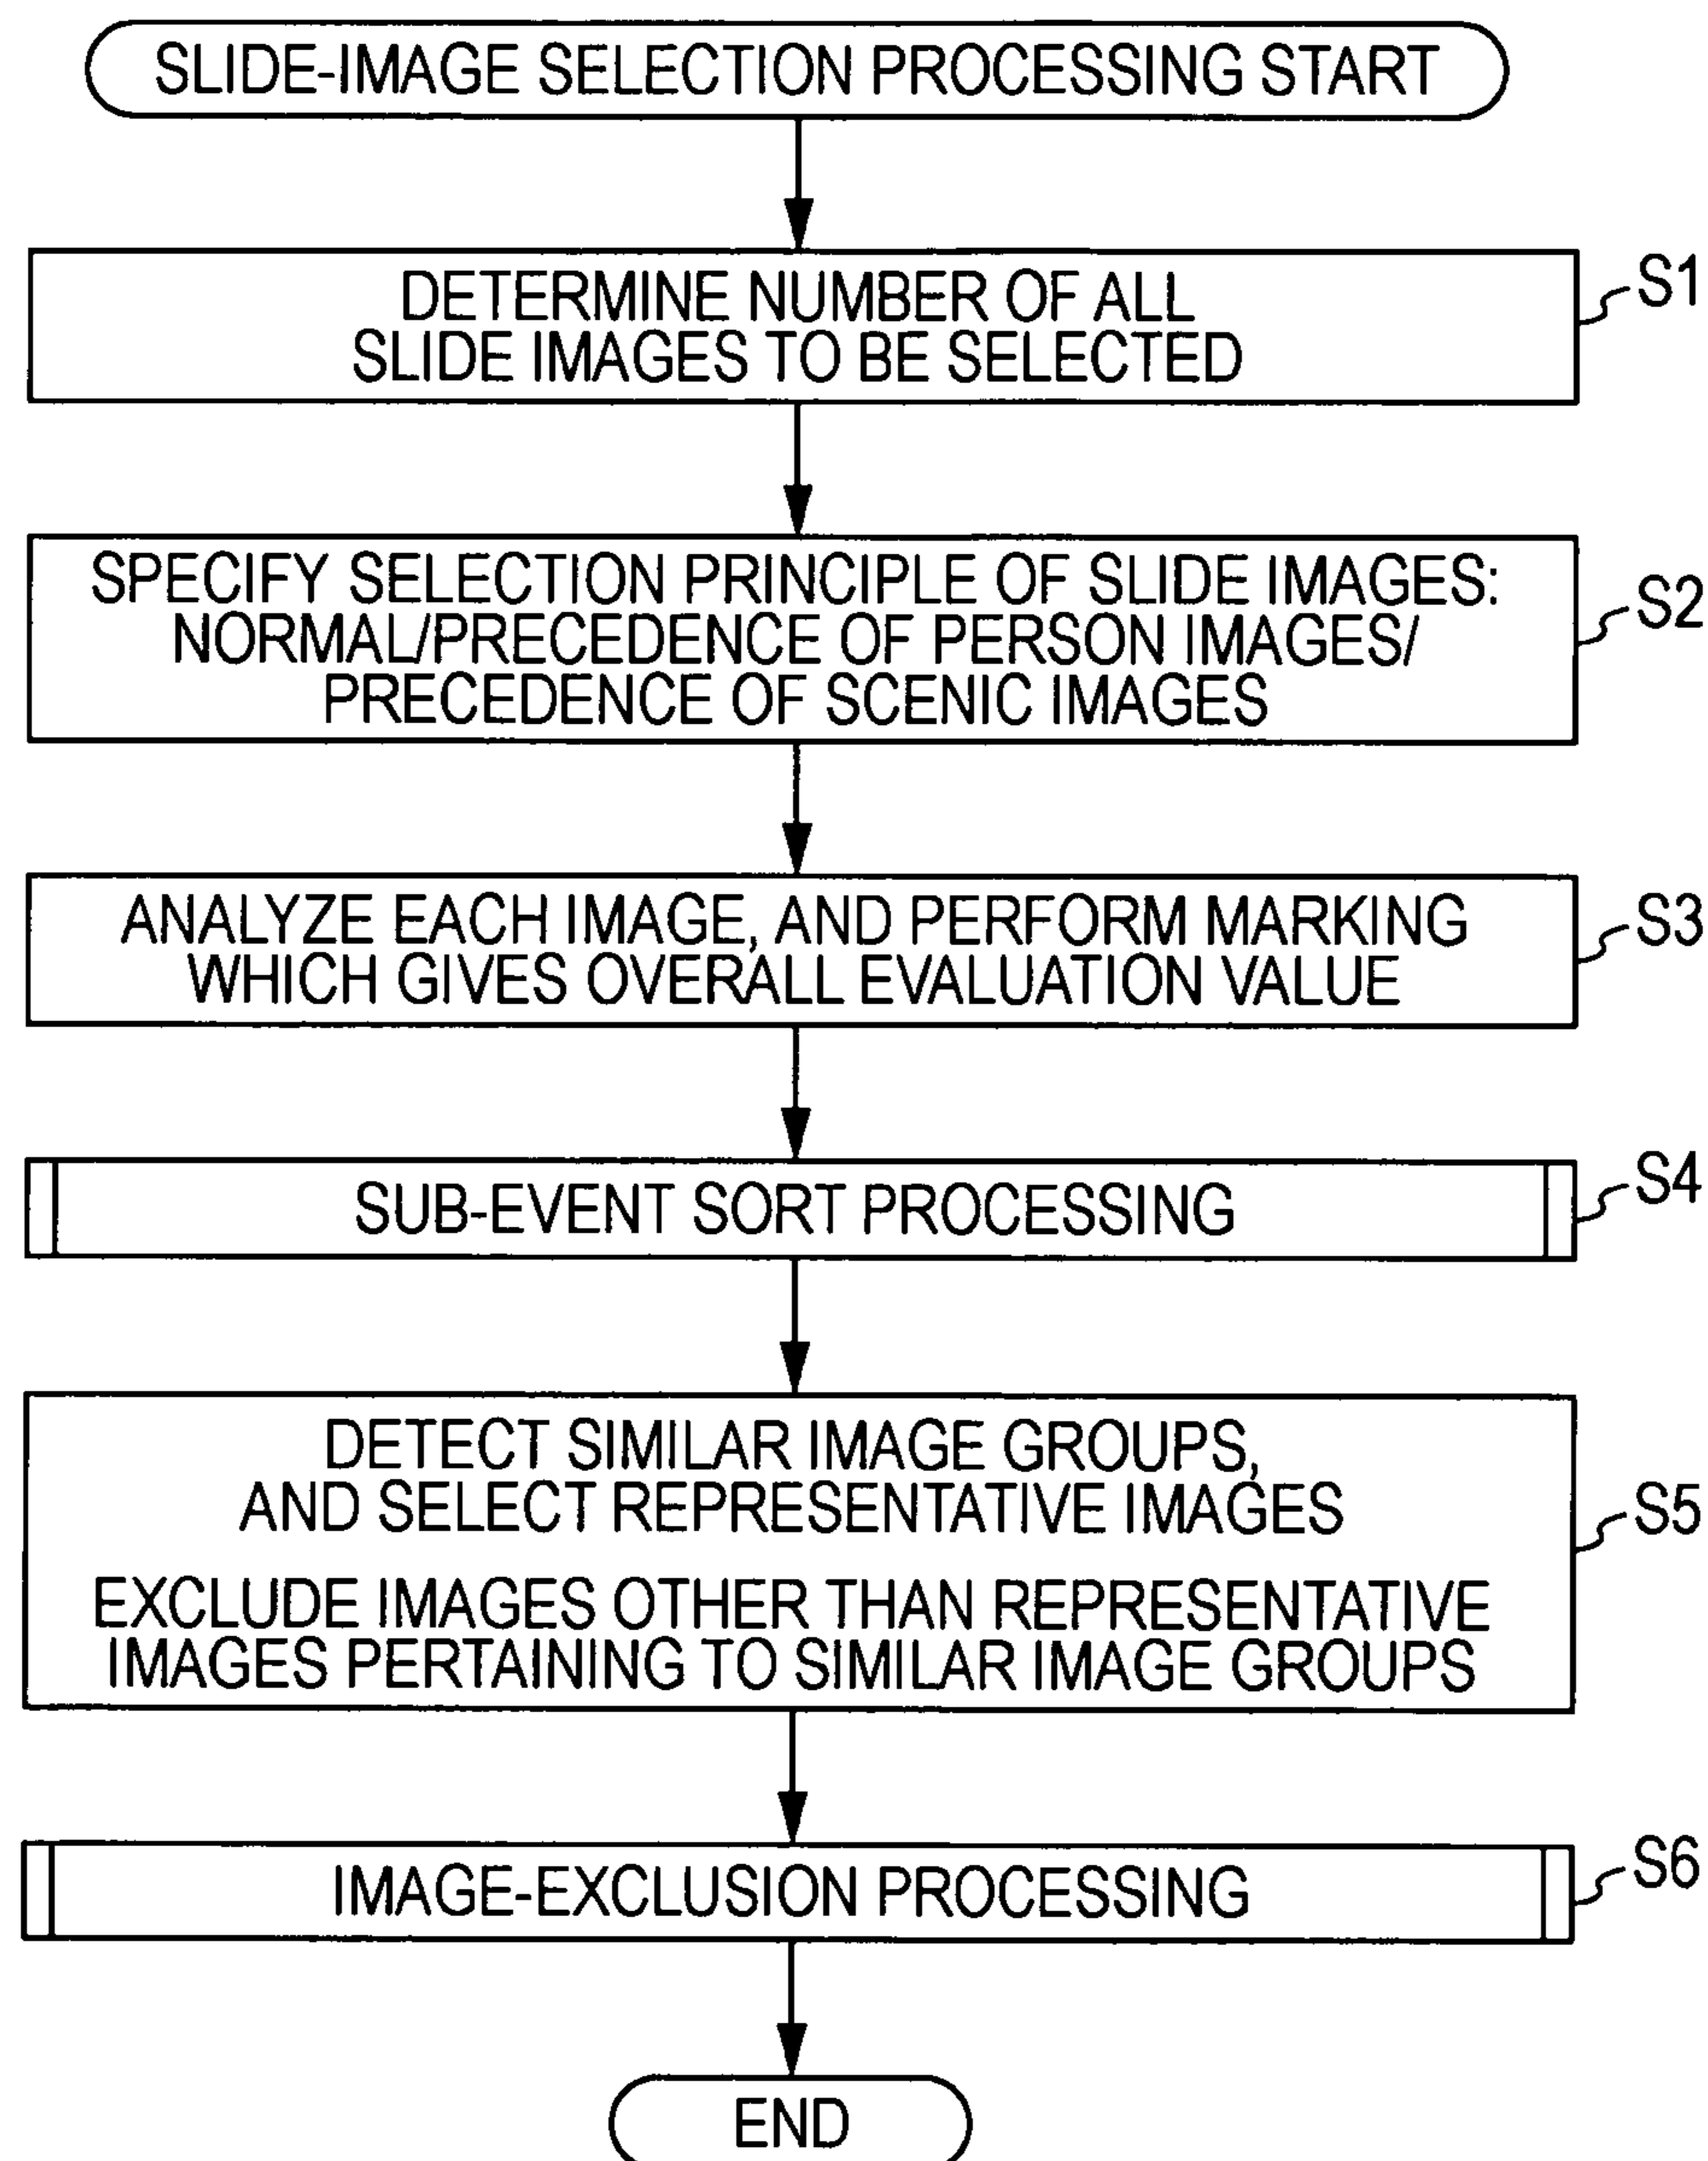 SLIDE-IMAGE SELECTION PROCESSING START
DETERMINE NUMBER OF ALL
SLIDE IMAGES TO BE SELECTED
S1
SPECIFY SELECTION PRINCIPLE OF SLIDE IMAGES:
NORMAL/PRECEDENCE OF PERSON IMAGES/
PRECEDENCE OF SCENIC IMAGES
S2
ANALYZE EACH IMAGE, AND PERFORM MARKING
WHICH GIVES OVERALL EVALUATION VALUE
S3
SUB-EVENT SORT PROCESSING
S4
DETECT SIMILAR IMAGE GROUPS,
AND SELECT REPRESENTATIVE IMAGES
EXCLUDE IMAGES OTHER THAN REPRESENTATIVE
IMAGES PERTAINING TO SIMILAR IMAGE GROUPS
S5
IMAGE-EXCLUSION PROCESSING
S6
END